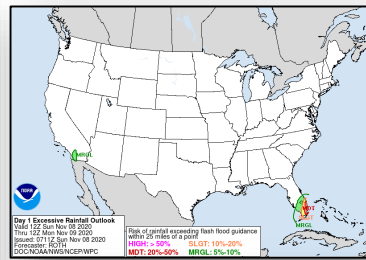 MRGL
MDT
SLGT
MRGL
NOAA
Day 1 Excessive Rainfall Outlook
Valid 12Z Sun Nov 08 2020
Thru 12Z Mon Nov 09 2020
Issued: 0711Z Sun Nov 08 2020
Forecaster: ROTH
DOC/NOAA/NWS/NCEP/WPC
Risk of rainfall exceeding flash flood guidance
within 25 miles of a point
HIGH: > 50% SLGT: 10%-20%
MDT: 20%-50% MRGL: 5%-10%